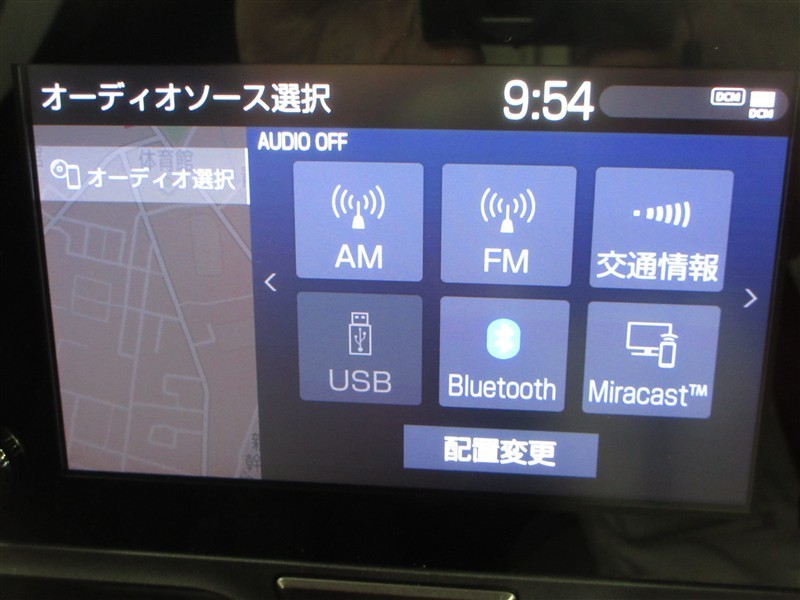 オーディオソース選択
9:54
DCM
DCM
体育館
オーディオ選択
AUDIO OFF
AM
FM
交通情報
USB
Bluetooth
Miracast™
配置変更
新
幹